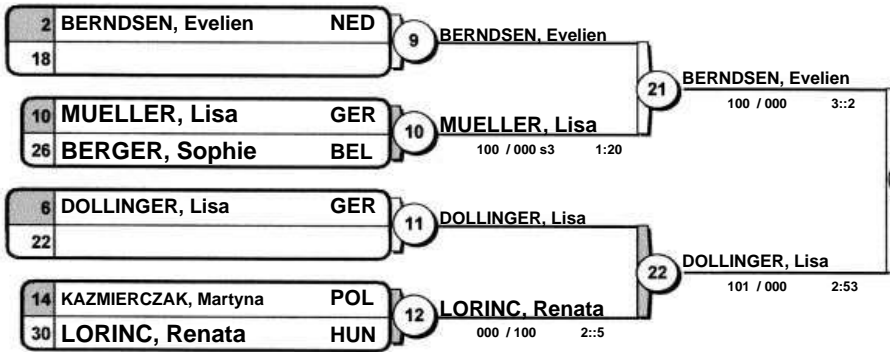 2 BERNDSEN, Evelien NED
18
9 BERNDSEN, Evelien
10 MUELLER, Lisa GER
26 BERGER, Sophie BEL
10 MUELLER, Lisa
100 / 000 s3 1:20
21 BERNDSEN, Evelien
100 / 000 3::2
6 DOLLINGER, Lisa GER
22
11 DOLLINGER, Lisa
14 KAZMIERCZAK, Martyna POL
30 LORINC, Renata HUN
12 LORINC, Renata
000 / 100 2::5
22 DOLLINGER, Lisa
101 / 000 2:53